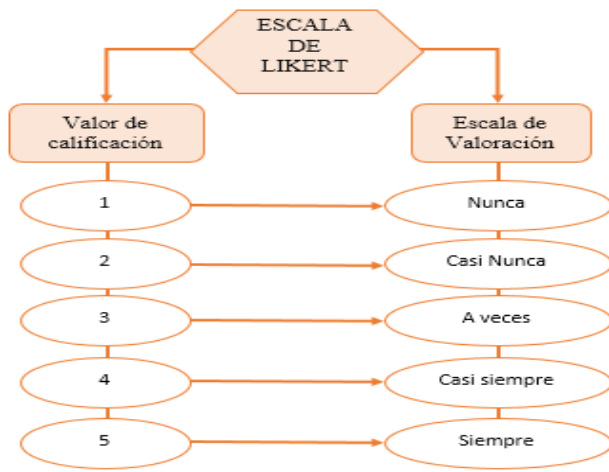 ESCALA
DE
LIKERT
Valor de
calificación
Escala de
Valoración
1
Nunca
2
Casi Nunca
3
A veces
4
Casi siempre
5
Siempre